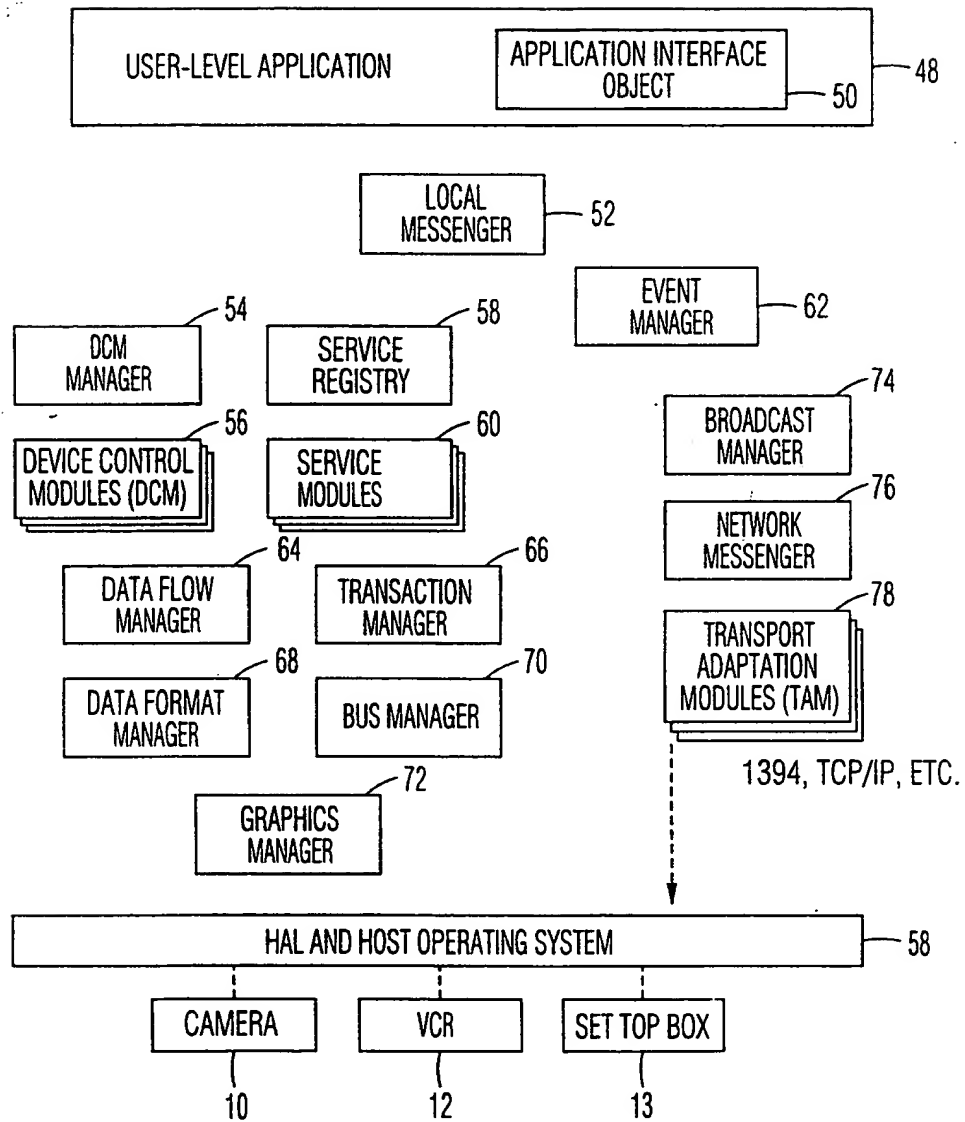 USER-LEVEL APPLICATION
APPLICATION INTERFACE
OBJECT
50
48
LOCAL
MESSENGER
52
EVENT
MANAGER
62
54
DCM
MANAGER
58
SERVICE
REGISTRY
74
BROADCAST
MANAGER
56
DEVICE CONTROL
MODULES (DCM)
60
SERVICE
MODULES
76
NETWORK
MESSENGER
64
DATA FLOW
MANAGER
66
TRANSACTION
MANAGER
78
TRANSPORT
ADAPTATION
MODULES (TAM)
68
DATA FORMAT
MANAGER
70
BUS MANAGER
1394, TCP/IP, ETC.
72
GRAPHICS
MANAGER
HAL AND HOST OPERATING SYSTEM
58
CAMERA
VCR
SET TOP BOX
10
12
13